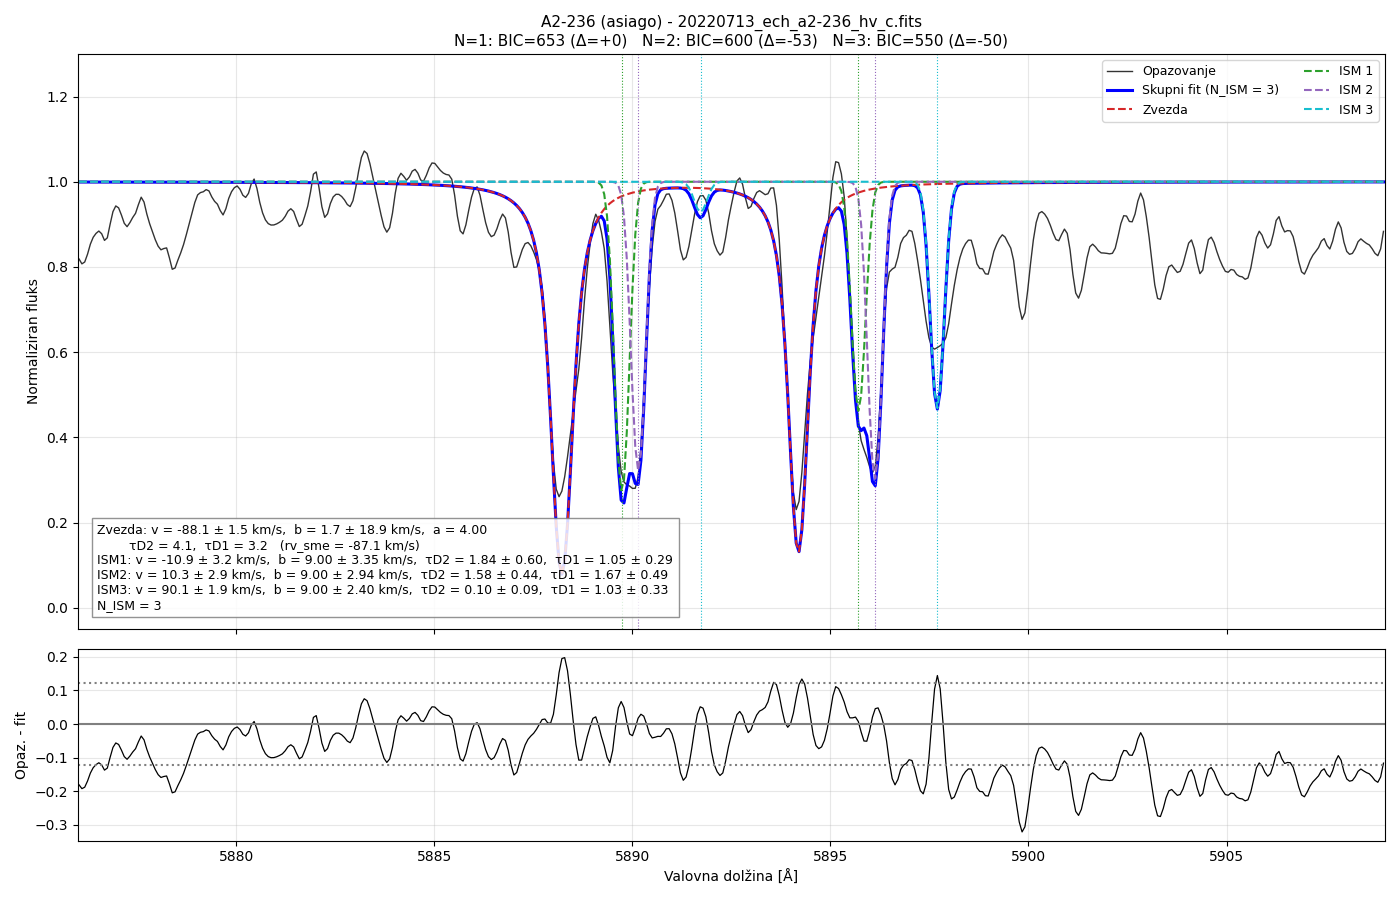 A2-236 (asiago) - 20220713_ech_a2-236_hv_c.fits
N=1: BIC=653 (Δ=+0)   N=2: BIC=600 (Δ=-53)   N=3: BIC=550 (Δ=-50)
Opazovanje
Skupni fit (N_ISM = 3)
Zvezda
ISM 1
ISM 2
ISM 3
Normaliziran fluks
1.2
1.0
0.8
0.6
0.4
0.2
0.0
Zvezda: v = -88.1 ± 1.5 km/s,  b = 1.7 ± 18.9 km/s,  a = 4.00
τD2 = 4.1,  τD1 = 3.2   (rv_sme = -87.1 km/s)
ISM1: v = -10.9 ± 3.2 km/s,  b = 9.00 ± 3.35 km/s,  τD2 = 1.84 ± 0.60,  τD1 = 1.05 ± 0.29
ISM2: v = 10.3 ± 2.9 km/s,  b = 9.00 ± 2.94 km/s,  τD2 = 1.58 ± 0.44,  τD1 = 1.67 ± 0.49
ISM3: v = 90.1 ± 1.9 km/s,  b = 9.00 ± 2.40 km/s,  τD2 = 0.10 ± 0.09,  τD1 = 1.03 ± 0.33
N_ISM = 3
Opaz. - fit
0.2
0.1
0.0
−0.1
−0.2
−0.3
5880
5885
5890
5895
5900
5905
Valovna dolžina [Å]